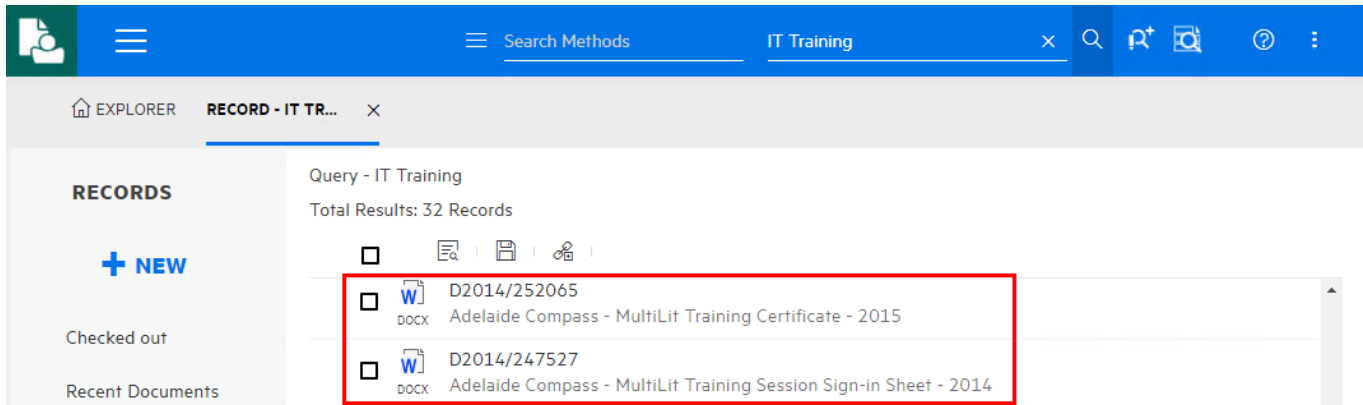 Search Methods IT Training
EXPLORER RECORD - IT TR...
RECORDS
NEW
Checked out
Recent Documents
Query - IT Training
Total Results: 32 Records
D2014/252065
DOCX Adelaide Compass - MultiLit Training Certificate - 2015
D2014/247527
DOCX Adelaide Compass - MultiLit Training Session Sign-in Sheet - 2014